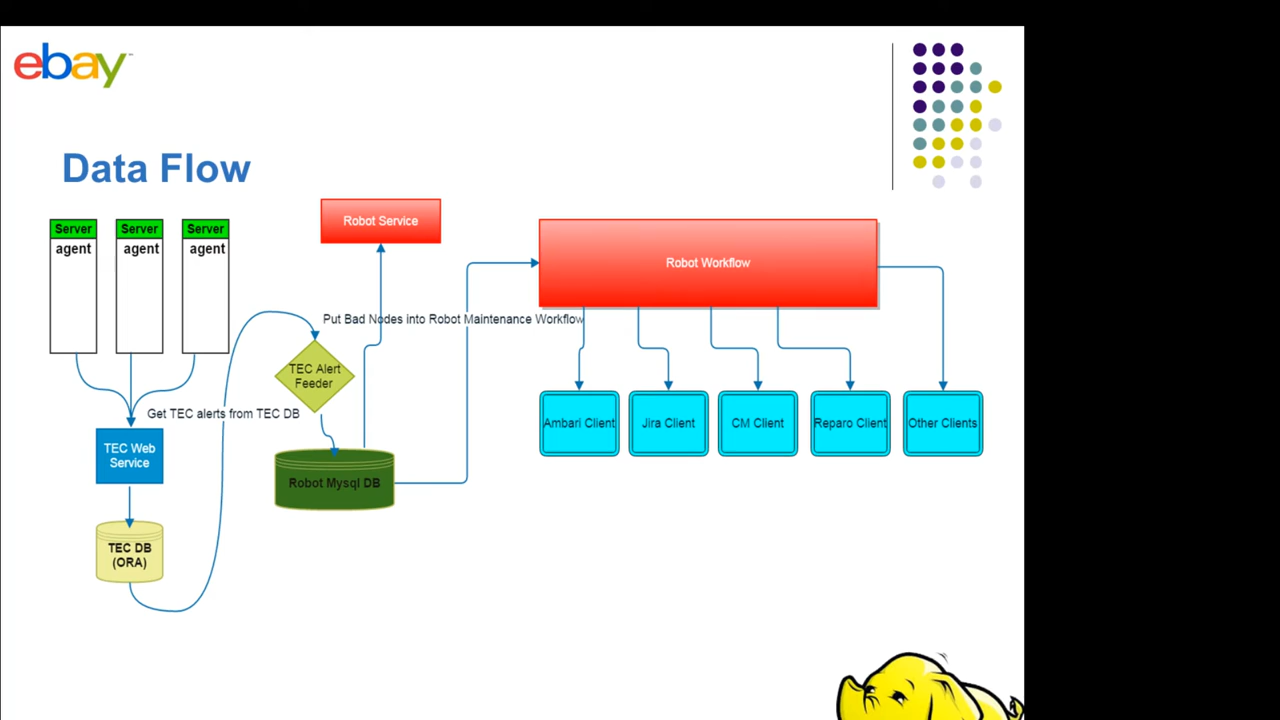 ebay
Data Flow
Server
agent
Server
agent
Server
agent
Robot Service
Robot Workflow
Put Bad Nodes into Robot Maintenance Workflow
TEC Alert
Feeder
Get TEC alerts from TEC DB
TEC Web
Service
Robot Mysql DB
TEC DB
(ORA)
Ambari Client
Jira Client
CM Client
Reparo Client
Other Clients